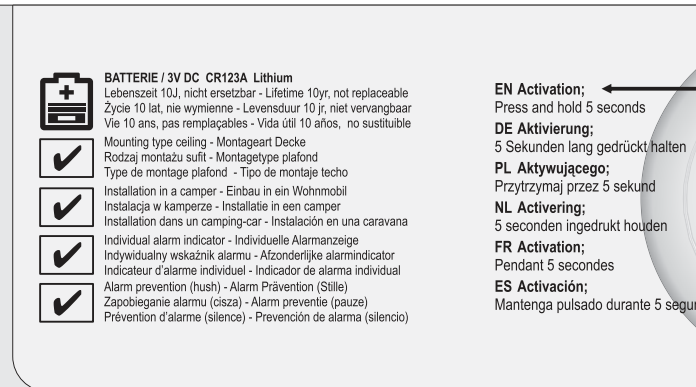 BATTERIE / 3V DC CR123A Lithium
Lebenszeit 10J, nicht ersetzbar - Lifetime 10yr, not replaceable
Życie 10 lat, nie wymienne - Levensduur 10 jr, niet vervangbaar
Vie 10 ans, pas remplaçables - Vida útil 10 años, no sustituible
Mounting type ceiling - Montageart Decke
Rodzaj montażu sufit - Montagetype plafond
Type de montage plafond - Tipo de montaje techo
Installation in a camper - Einbau in ein Wohnmobil
Instalacja w kamperze - Installatie in een camper
Installation dans un camping-car - Instalación en una caravana
Individual alarm indicator - Individuelle Alarmanzeige
Indywidualny wskaźnik alarmu - Afzonderlijke alarmindicator
Indicateur d'alarme individuel - Indicador de alarma individual
Alarm prevention (hush) - Alarm Prävention (Stille)
Zapobieganie alarmu (cisza) - Alarm preventie (pauze)
Prévention d'alarme (silence) - Prevención de alarma (silencio)
EN Activation;
Press and hold 5 seconds
DE Aktivierung;
5 Sekunden lang gedrückt halten
PL Aktywującego;
Przytrzymaj przez 5 sekund
NL Activering;
5 seconden ingedrukt houden
FR Activation;
Pendant 5 secondes
ES Activación;
Mantenga pulsado durante 5